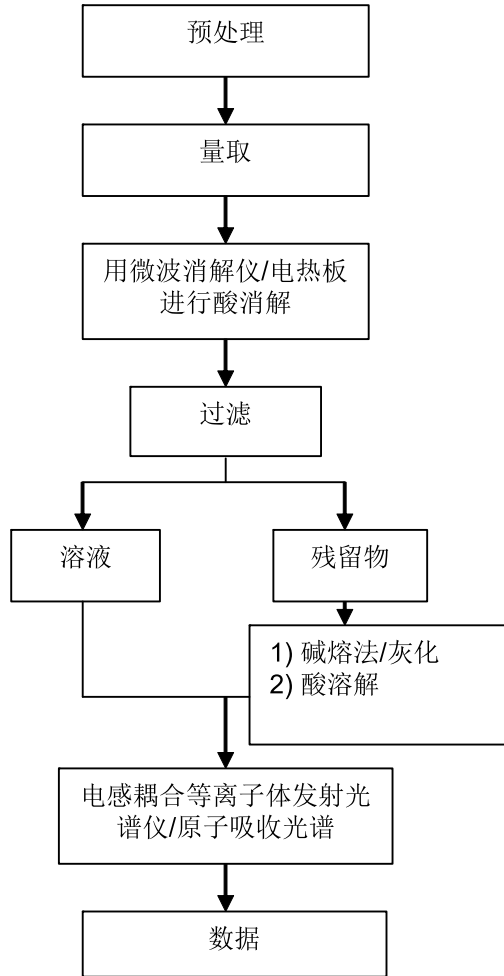 预处理
量取
用微波消解仪/电热板
进行酸消解
过滤
溶液
残留物
1) 碱熔法/灰化
2) 酸溶解
电感耦合等离子体发射光
谱仪/原子吸收光谱
数据